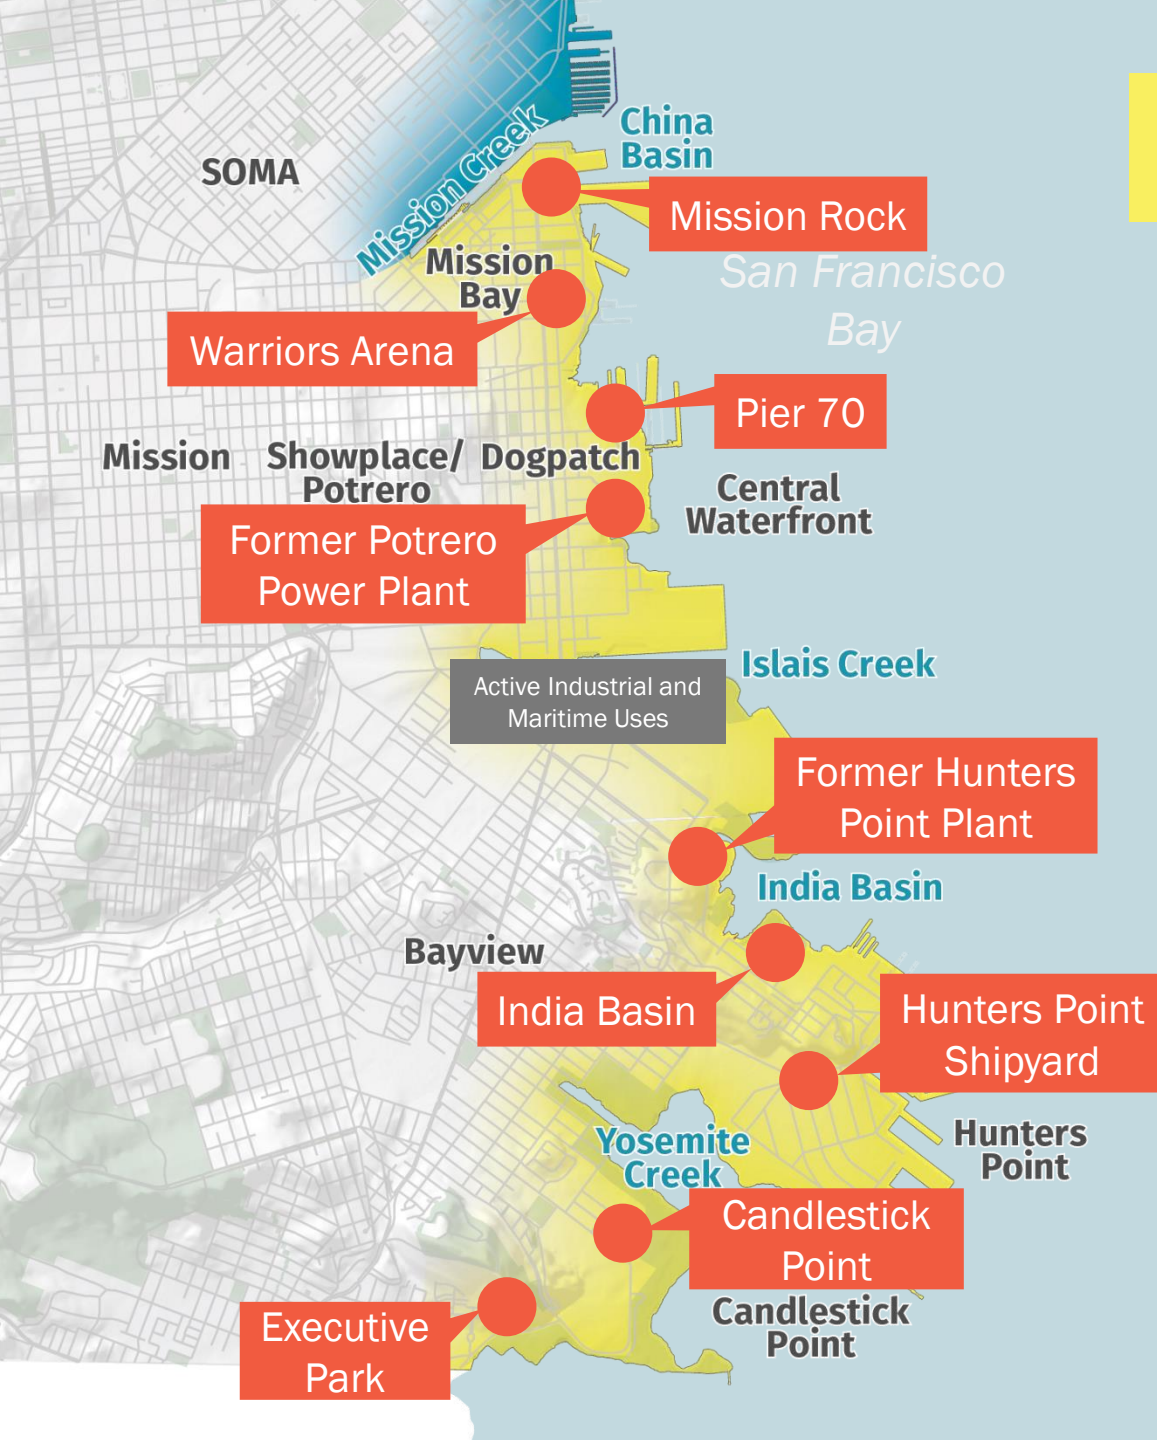 China
Basin
Mission Creek
SOMA
Mission Rock
Mission
Bay
San Francisco
Bay
Warriors Arena
Pier 70
Mission
Showplace/
Potrero
Dogpatch
Central
Waterfront
Former Potrero
Power Plant
Islais Creek
Active Industrial and
Maritime Uses
Former Hunters
Point Plant
India Basin
Bayview
India Basin
Hunters Point
Shipyard
Yosemite
Creek
Hunters
Point
Candlestick
Point
Candlestick
Point
Executive
Park